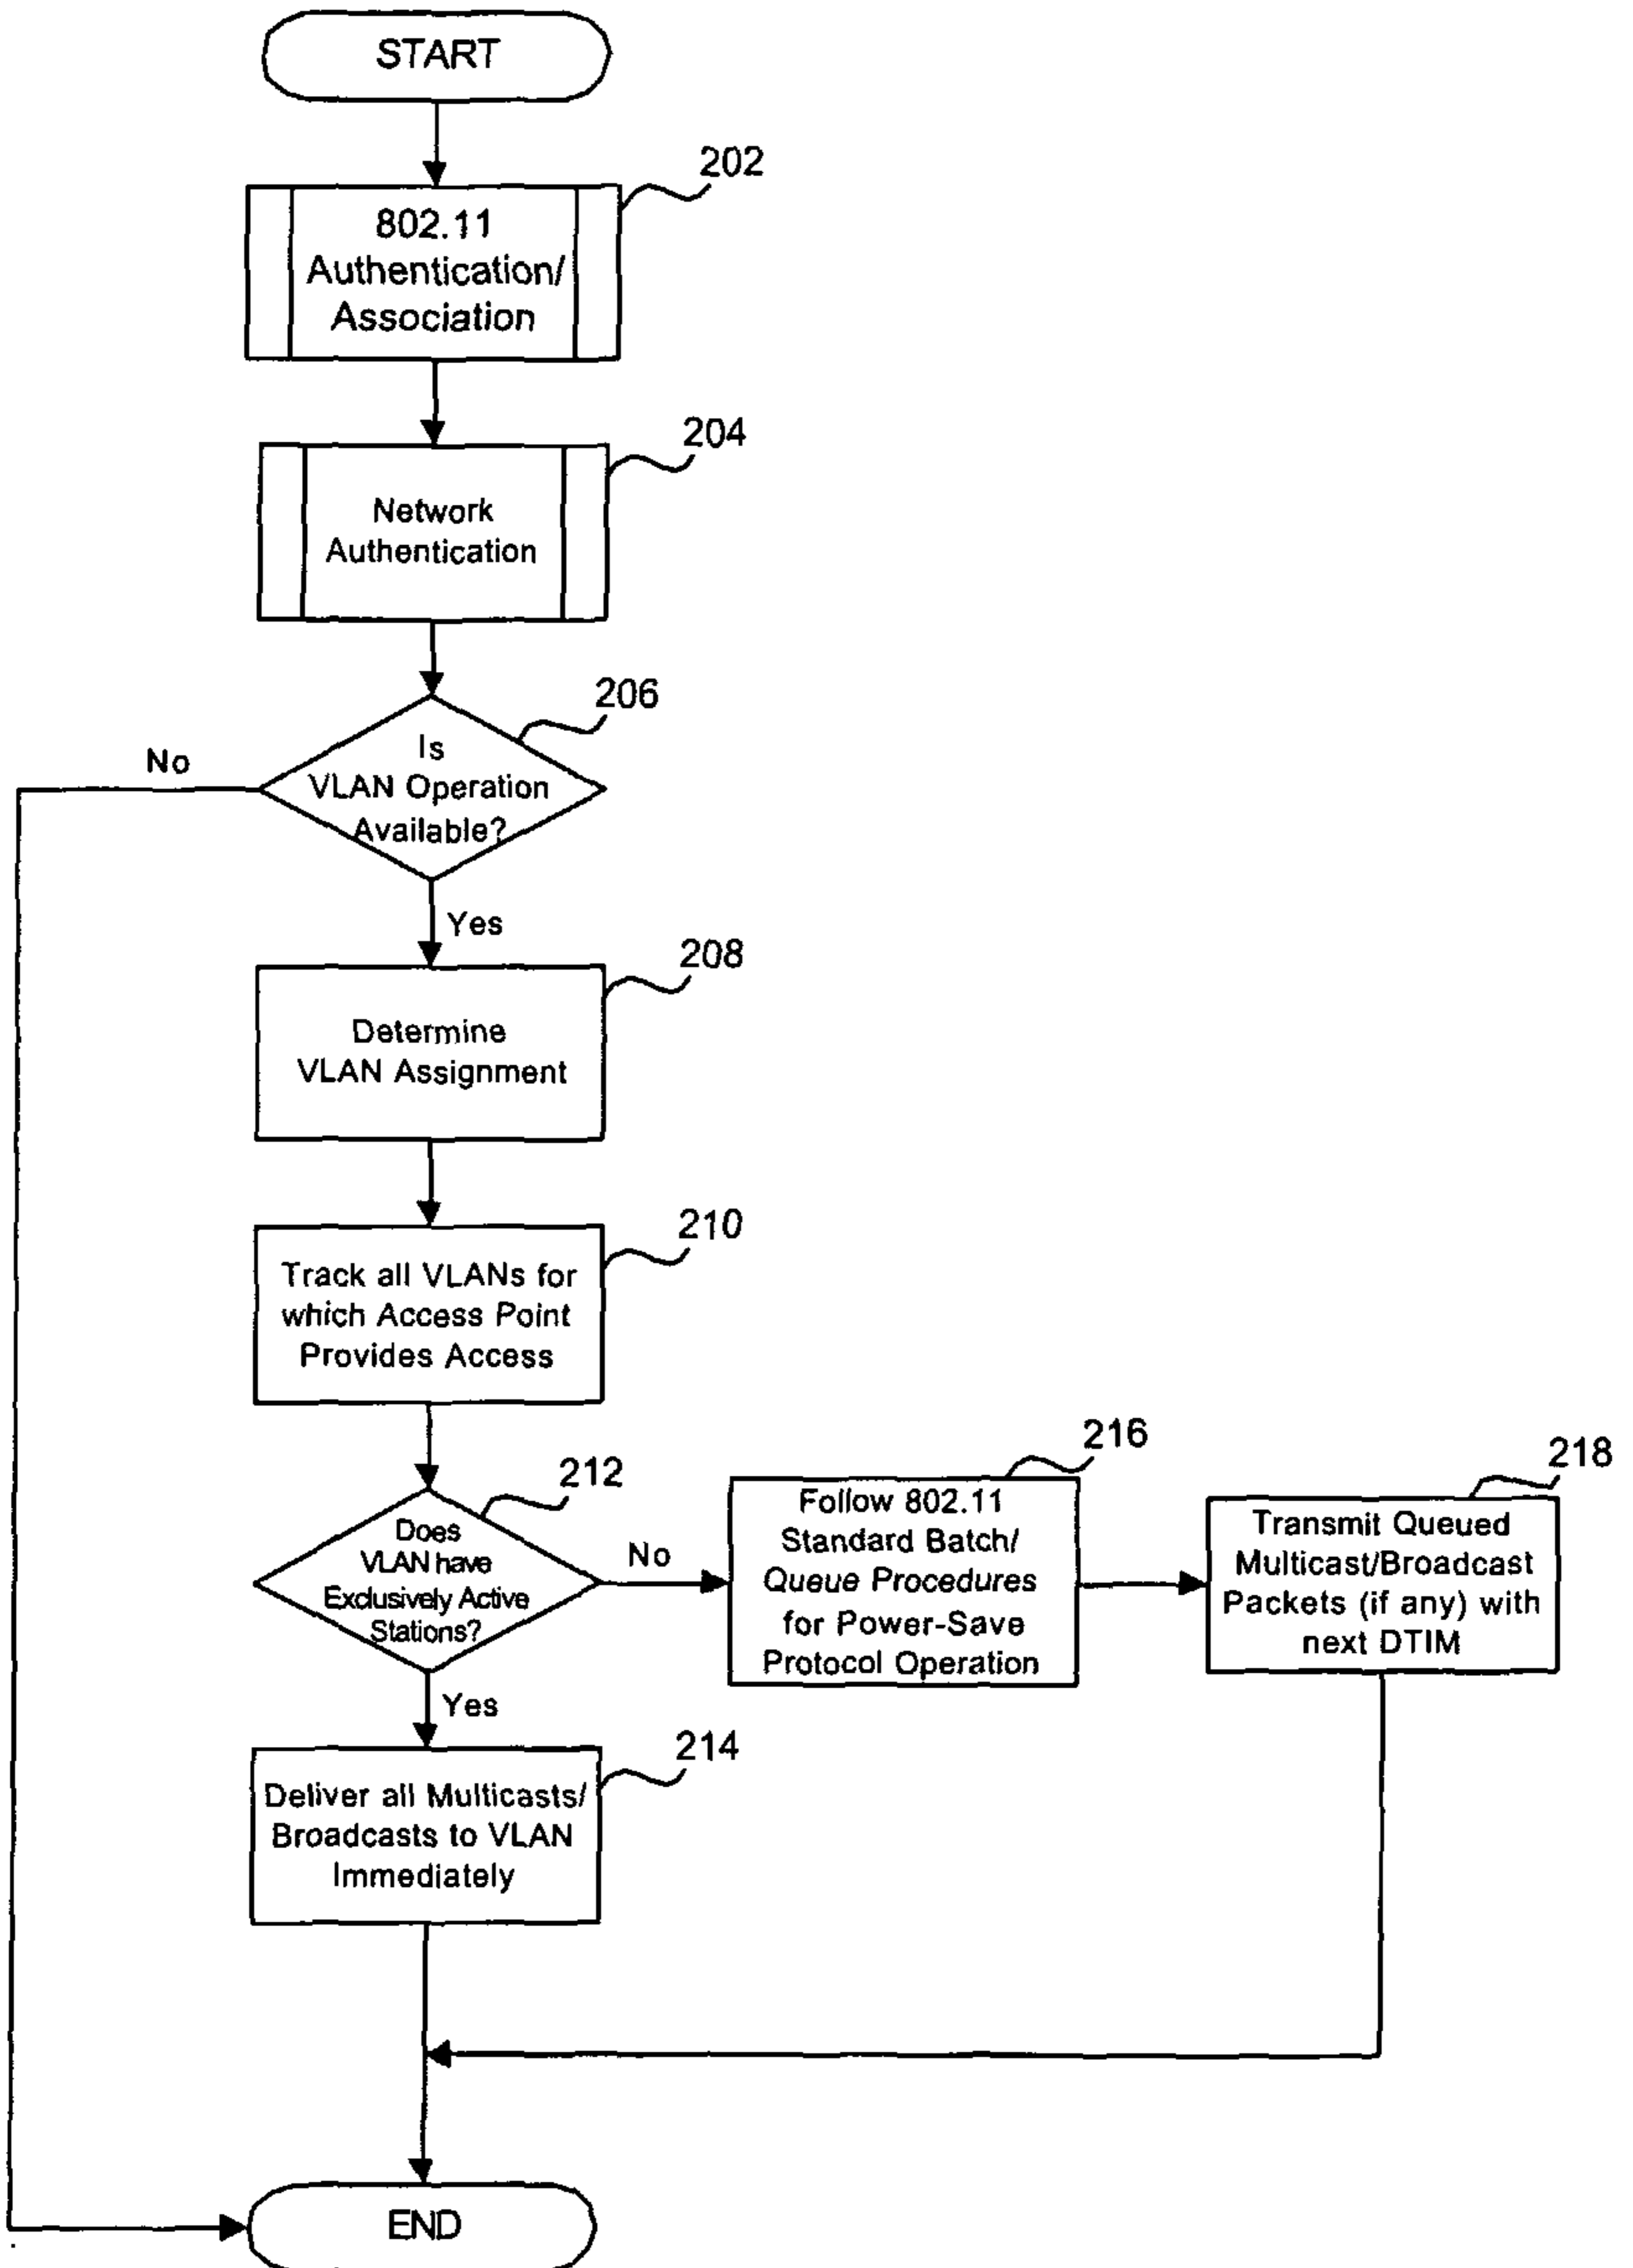 START
202
802.11
Authentication/
Association
204
Network
Authentication
206
Is
VLAN Operation
Available?
No
Yes
208
Determine
VLAN Assignment
210
Track all VLANs for
which Access Point
Provides Access
212
Does
VLAN have
Exclusively Active
Stations?
No
216
Follow 802.11
Standard Batch/
Queue Procedures
for Power-Save
Protocol Operation
218
Transmit Queued
Multicast/Broadcast
Packets (if any) with
next DTIM
Yes
214
Deliver all Multicasts/
Broadcasts to VLAN
Immediately
END